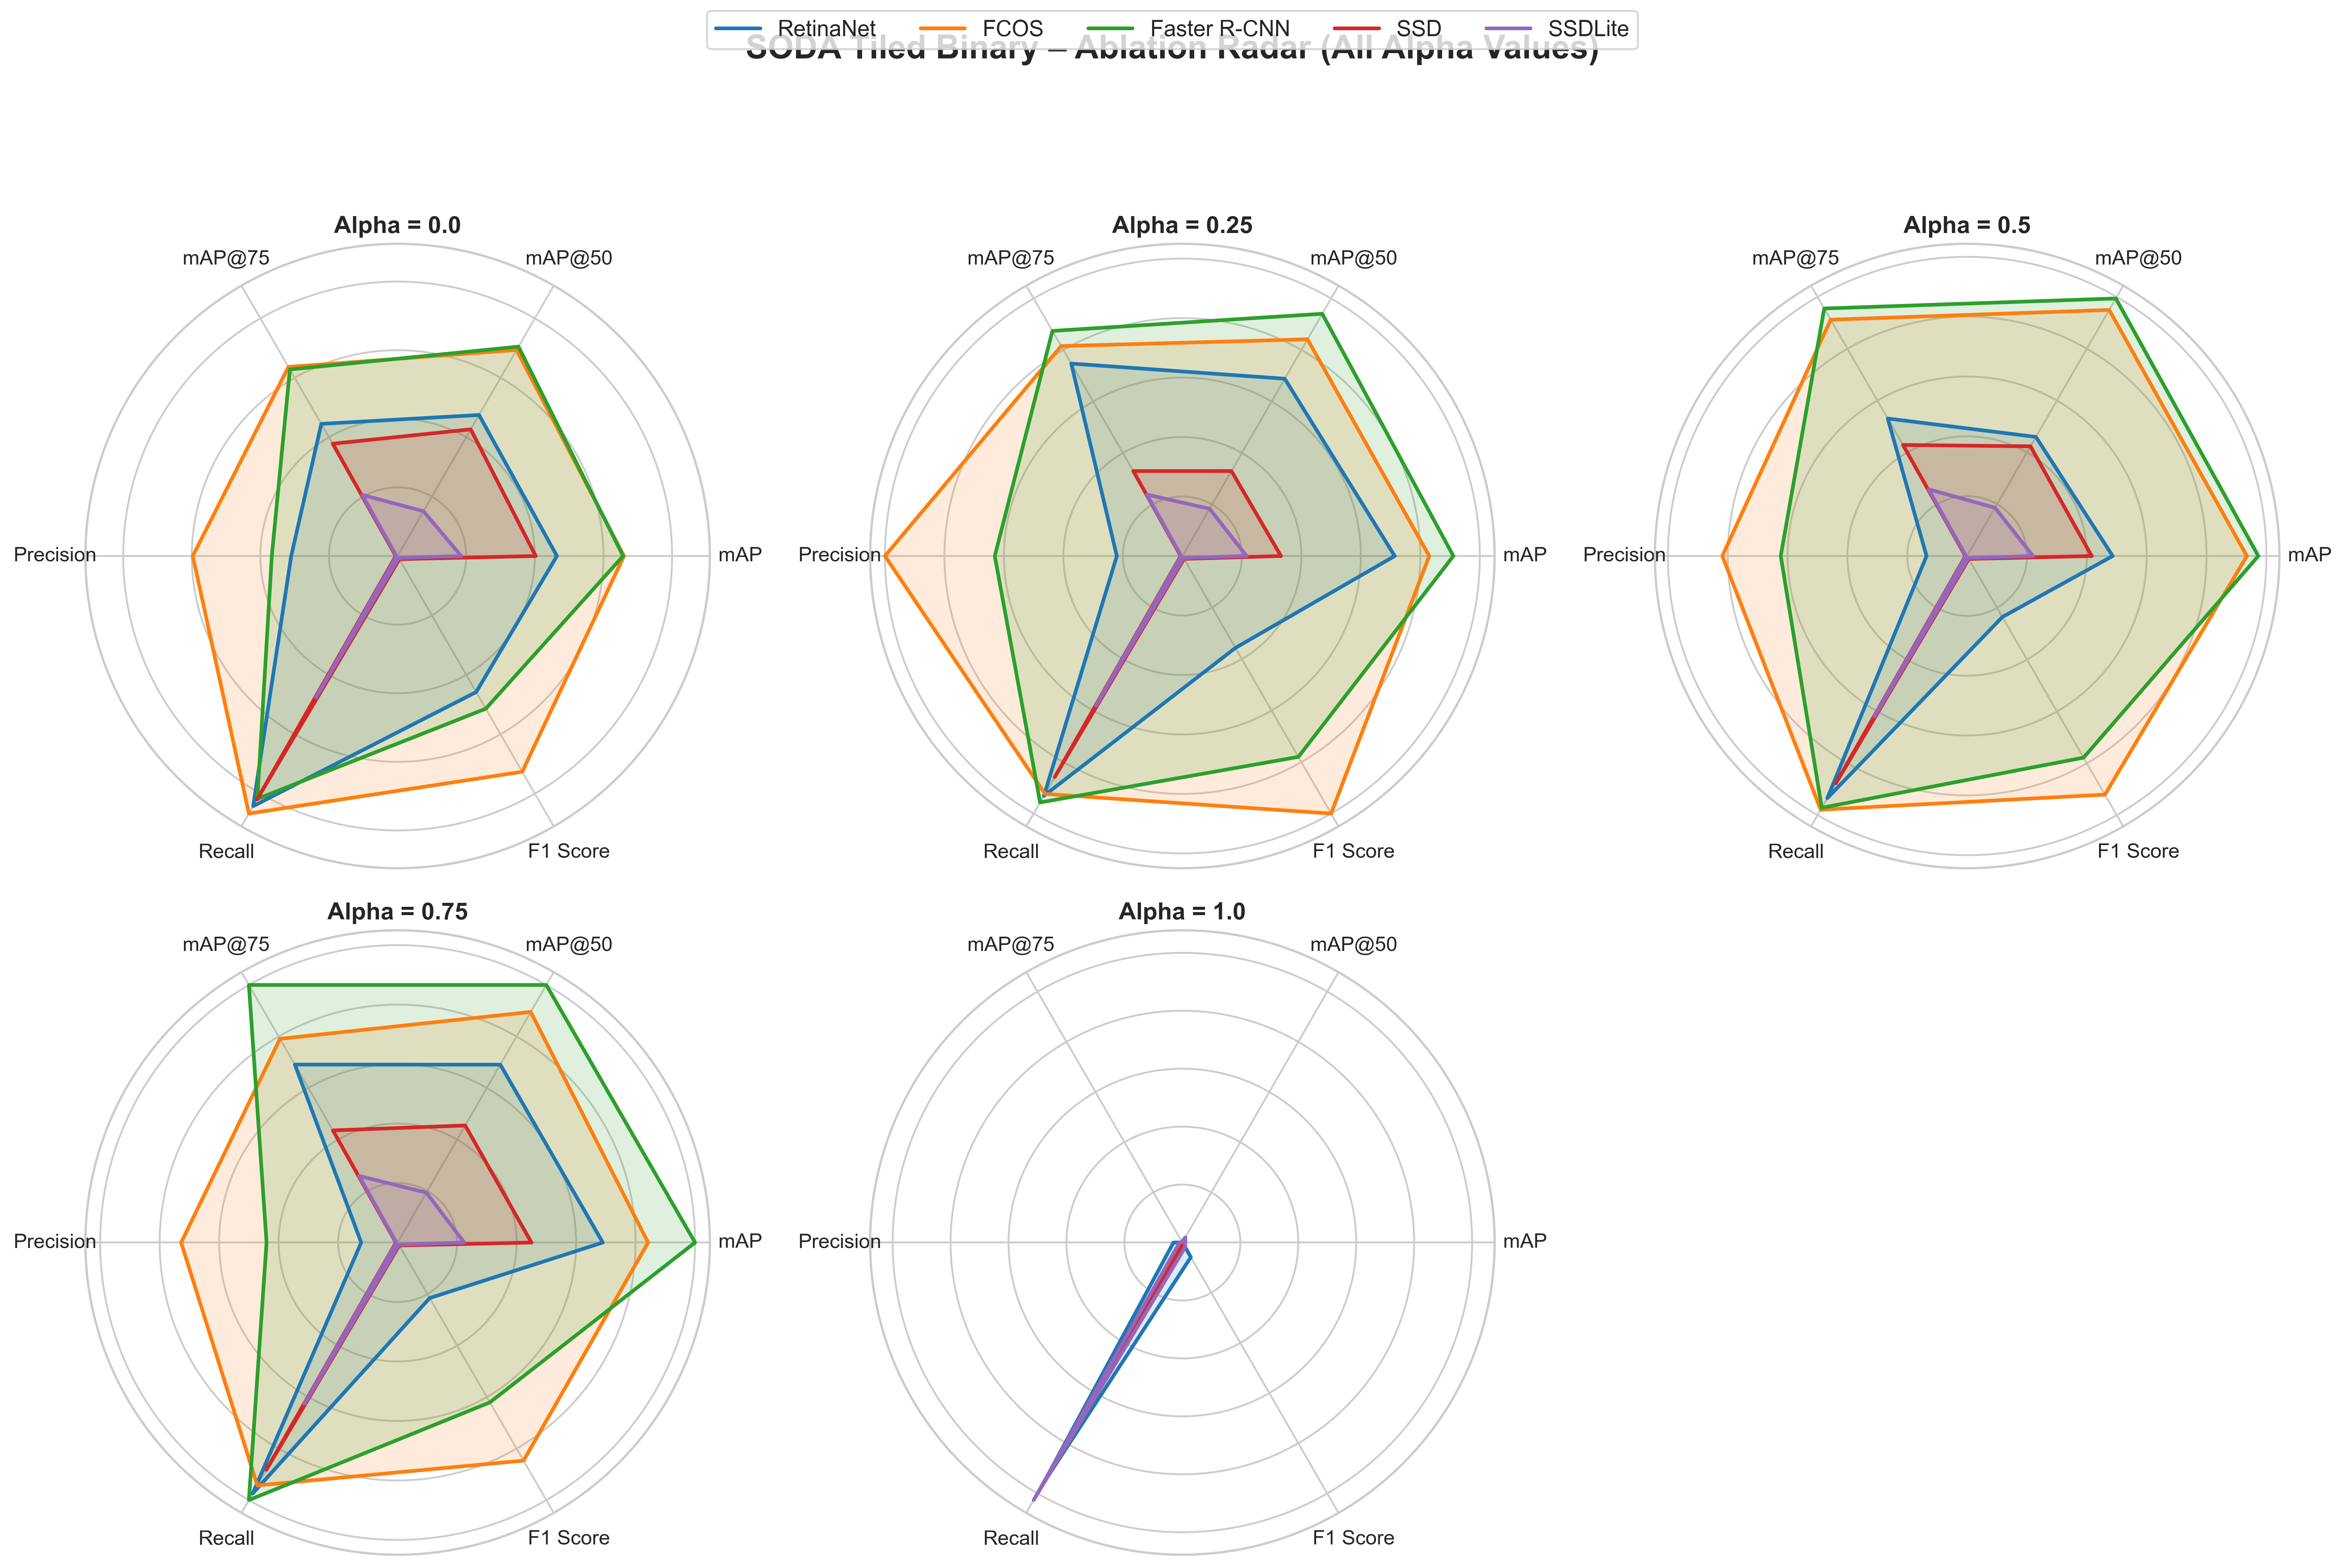 RetinaNet FCOS Faster R-CNN SSD SSDLite
SODA Tiled Binary – Ablation Radar (All Alpha Values)
Alpha = 0.0
mAP@75
mAP@50
Precision
mAP
Recall
F1 Score
Alpha = 0.25
mAP@75
mAP@50
Precision
mAP
Recall
F1 Score
Alpha = 0.5
mAP@75
mAP@50
Precision
mAP
Recall
F1 Score
Alpha = 0.75
mAP@75
mAP@50
Precision
mAP
Recall
F1 Score
Alpha = 1.0
mAP@75
mAP@50
Precision
mAP
Recall
F1 Score